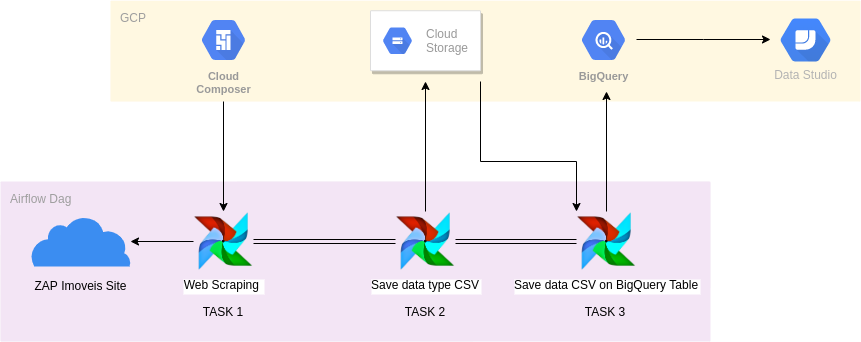 GCP
Cloud
Composer
Cloud
Storage
BigQuery
Data Studio
Airflow Dag
ZAP Imoveis Site
Web Scraping
TASK 1
Save data type CSV
TASK 2
Save data CSV on BigQuery Table
TASK 3